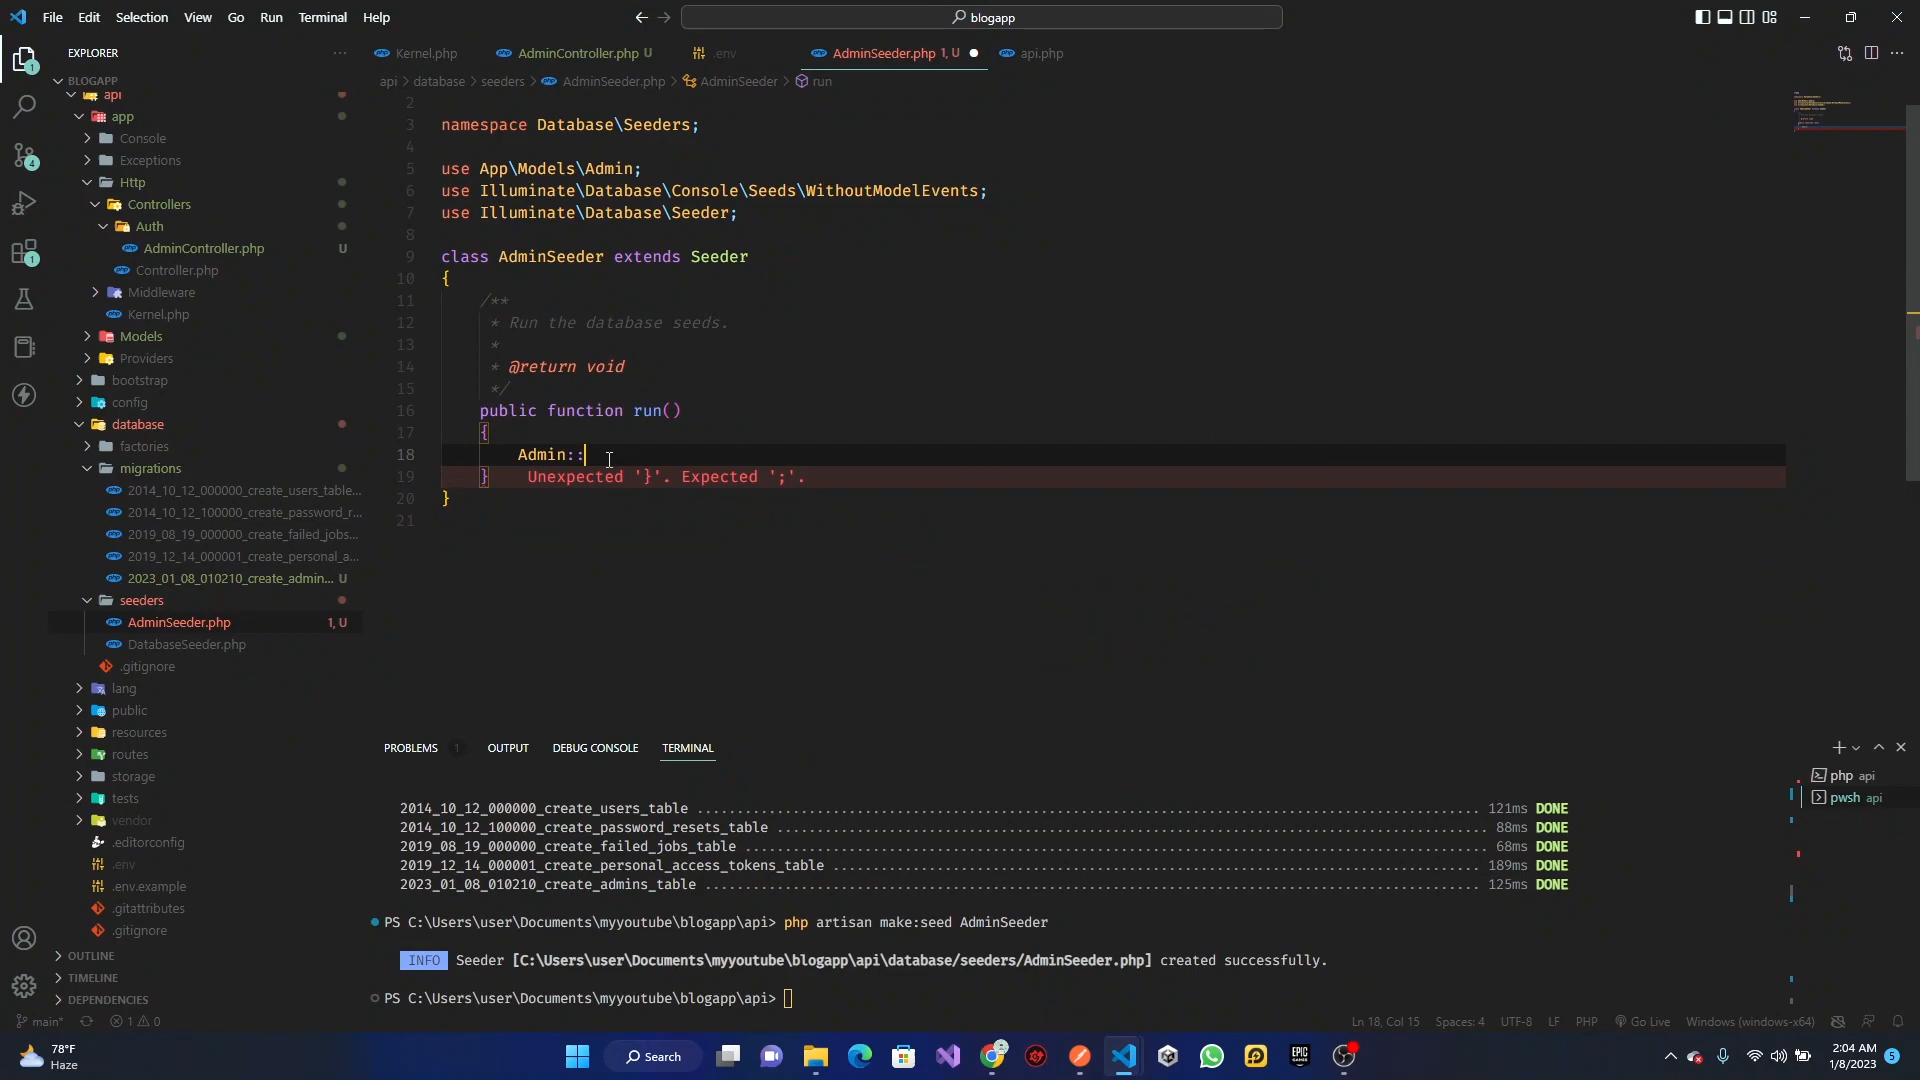 File Edit Selection View Go Run Terminal Help
blogapp
EXPLORER
Kernel.php
AdminController.php U
.env
AdminSeeder.php 1, U
api.php
BLOGAPP
api > database > seeders > AdminSeeder.php > AdminSeeder > run
api
app
Console
Exceptions
Http
Controllers
Auth
AdminController.php U
Controller.php
Middleware
Kernel.php
Models
Providers
bootstrap
config
database
factories
migrations
2014_10_12_000000_create_users_table...
2014_10_12_100000_create_password_r...
2019_08_19_000000_create_failed_jobs...
2019_12_14_000001_create_personal_a...
2023_01_08_010210_create_admin... U
seeders
AdminSeeder.php 1, U
DatabaseSeeder.php
.gitignore
lang
public
resources
routes
storage
tests
vendor
.editorconfig
.env
.env.example
.gitattributes
.gitignore
OUTLINE
TIMELINE
DEPENDENCIES
2
3 namespace Database\Seeders;
4
5 use App\Models\Admin;
6 use Illuminate\Database\Console\Seeds\WithoutModelEvents;
7 use Illuminate\Database\Seeder;
8
9 class AdminSeeder extends Seeder
10 {
11 /**
12 * Run the database seeds.
13 *
14 * @return void
15 */
16 public function run()
17 {
18 Admin::
19 } Unexpected '}'. Expected ';'.
20 }
21
PROBLEMS 1 OUTPUT DEBUG CONSOLE TERMINAL
php api
pwsh api
2014_10_12_000000_create_users_table ........ 121ms DONE
2014_10_12_100000_create_password_resets_table ........ 88ms DONE
2019_08_19_000000_create_failed_jobs_table ........ 68ms DONE
2019_12_14_000001_create_personal_access_tokens_table ........ 189ms DONE
2023_01_08_010210_create_admins_table ........ 125ms DONE
PS C:\Users\user\Documents\myyoutube\blogapp\api> php artisan make:seed AdminSeeder
INFO Seeder [C:\Users\user\Documents\myyoutube\blogapp\api\database/seeders/AdminSeeder.php] created successfully.
PS C:\Users\user\Documents\myyoutube\blogapp\api>
main* 1 0 Ln 18, Col 15 Spaces: 4 UTF-8 LF PHP Go Live Windows (windows-x64)
78°F
Haze
Search
EPIC GAMES
2:04 AM
1/8/2023
5
1
4
1